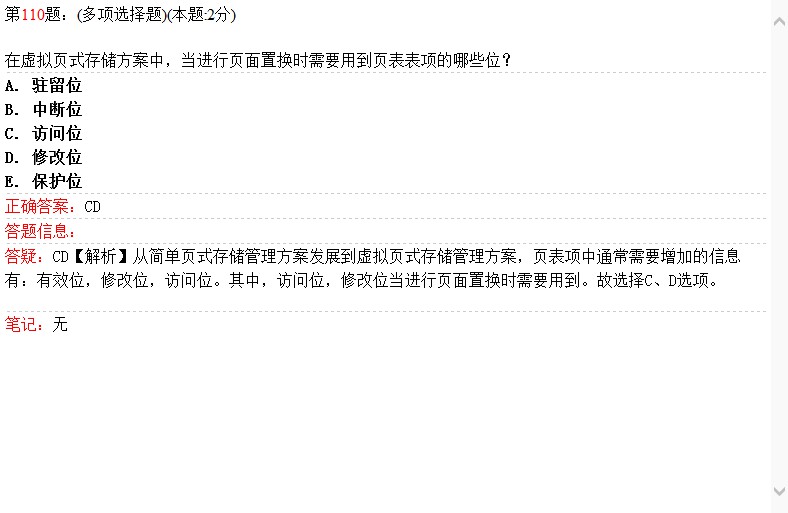 第110题：(多项选择题)(本题:2分)
在虚拟页式存储方案中，当进行页面置换时需要用到页表表项的哪些位？
A. 驻留位
B. 中断位
C. 访问位
D. 修改位
E. 保护位
正确答案：CD
答题信息：
答疑：CD【解析】从简单页式存储管理方案发展到虚拟页式存储管理方案，页表项中通常需要增加的信息
有：有效位，修改位，访问位。其中，访问位，修改位当进行页面置换时需要用到。故选择C、D选项。
笔记：无